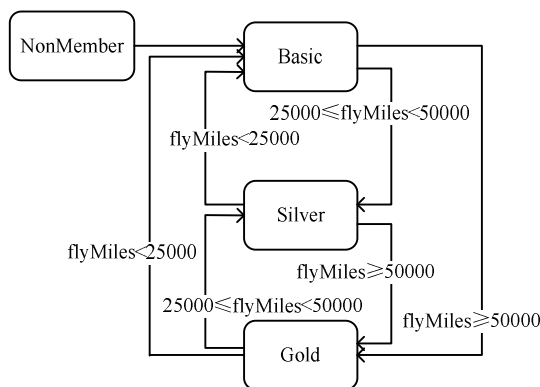 NonMember
Basic
25000≤flyMiles<50000
flyMiles<25000
Silver
flyMiles<25000
flyMiles≥50000
25000≤flyMiles<50000
flyMiles≥50000
Gold